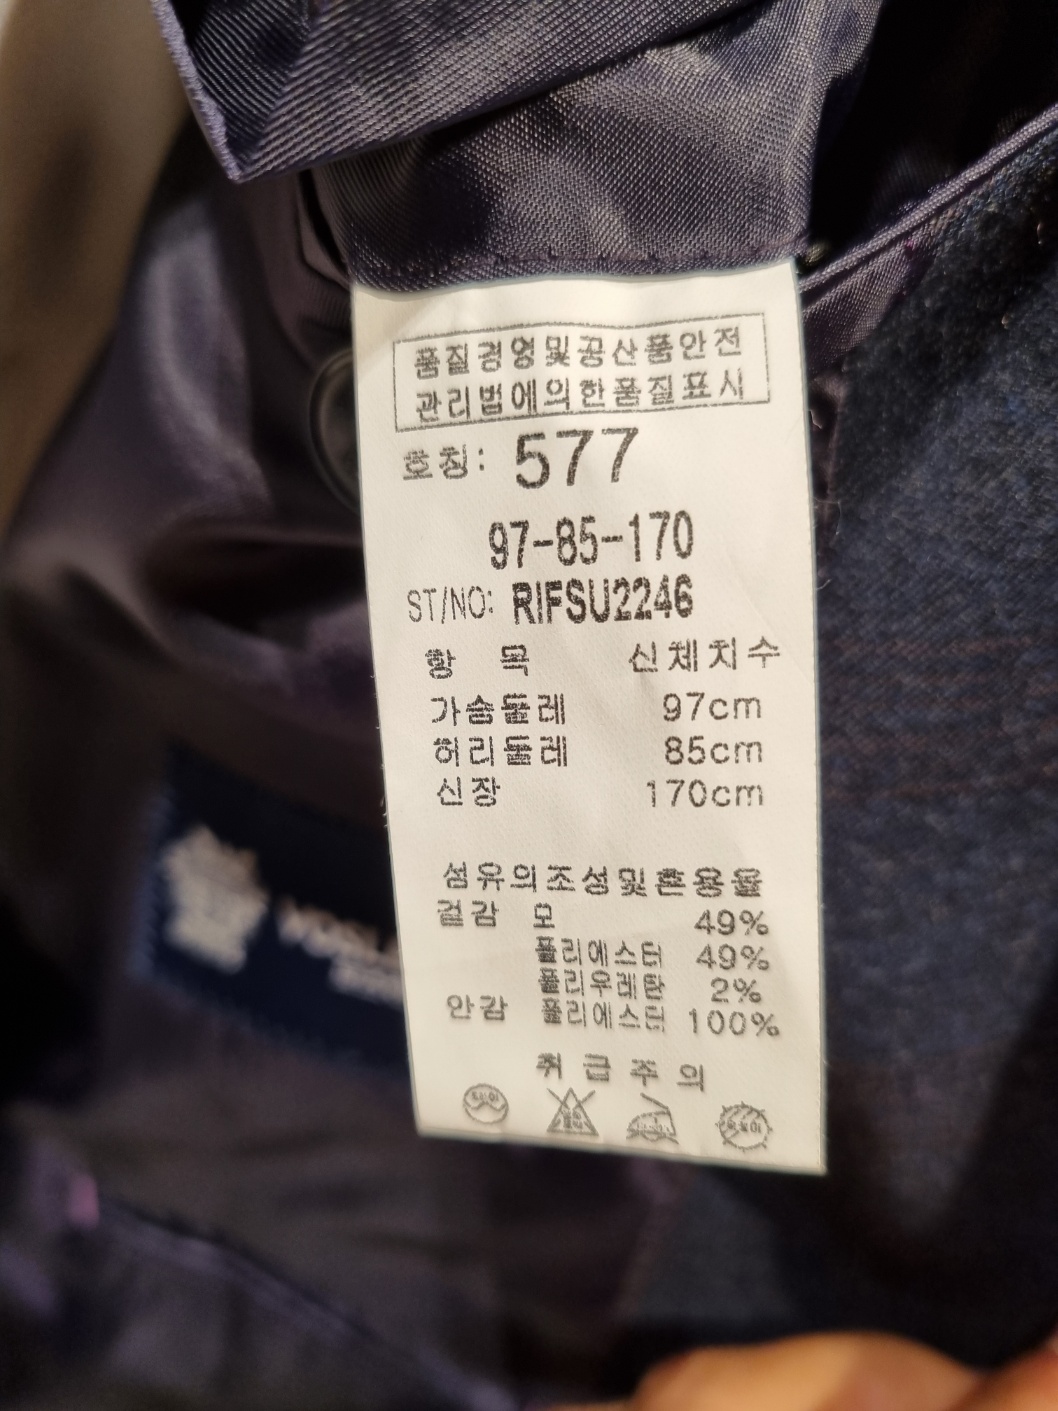 품질경영및공산품안전
관리법에의한품질표시
호칭: 577
97-85-170
ST/NO: RIFSU2246
항 목 신체치수
가슴둘레 97cm
허리둘레 85cm
신장 170cm
섬유의조성및혼용율
겉감 모 49%
폴리에스터 49%
폴리우레탄 2%
안감 폴리에스터 100%
취급주의
드라이